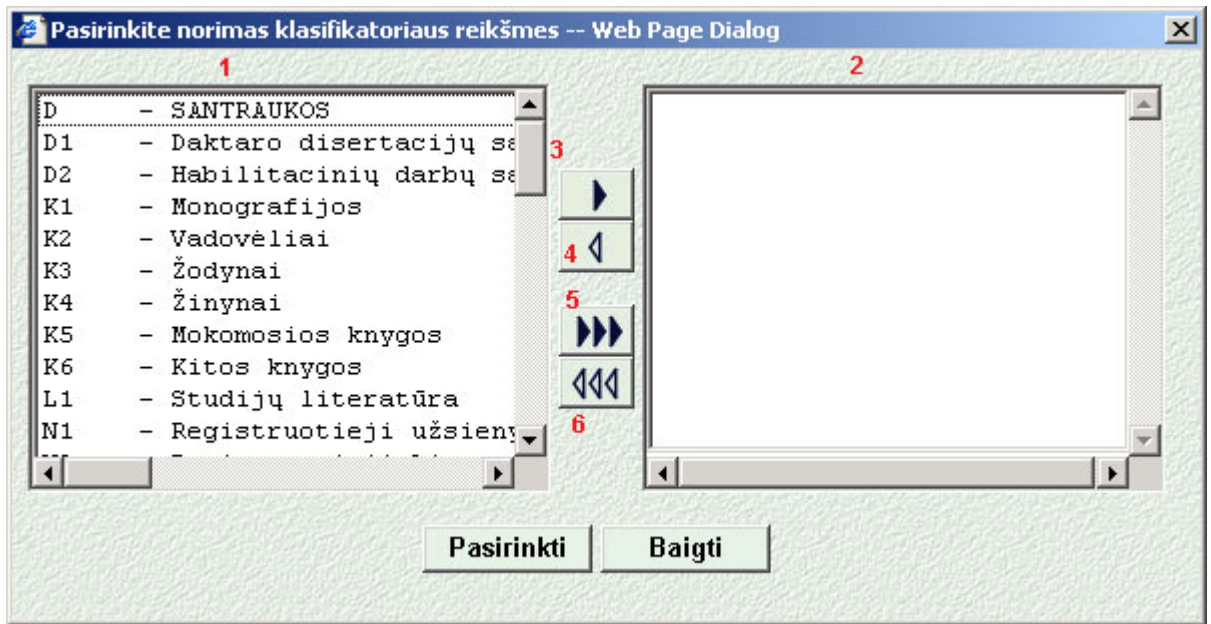 Pasirinkite norimas klasifikatoriaus reikšmes -- Web Page Dialog
1
2
D - SANTRAUKOS
D1 - Daktaro disertacijų sa
D2 - Habilitacinių darbų sa
K1 - Monografijos
K2 - Vadovėliai
K3 - Žodynai
K4 - Žinynai
K5 - Mokomosios knygos
K6 - Kitos knygos
L1 - Studijų literatūra
N1 - Registruotieji užsieny
3
4
5
6
Pasirinkti
Baigti